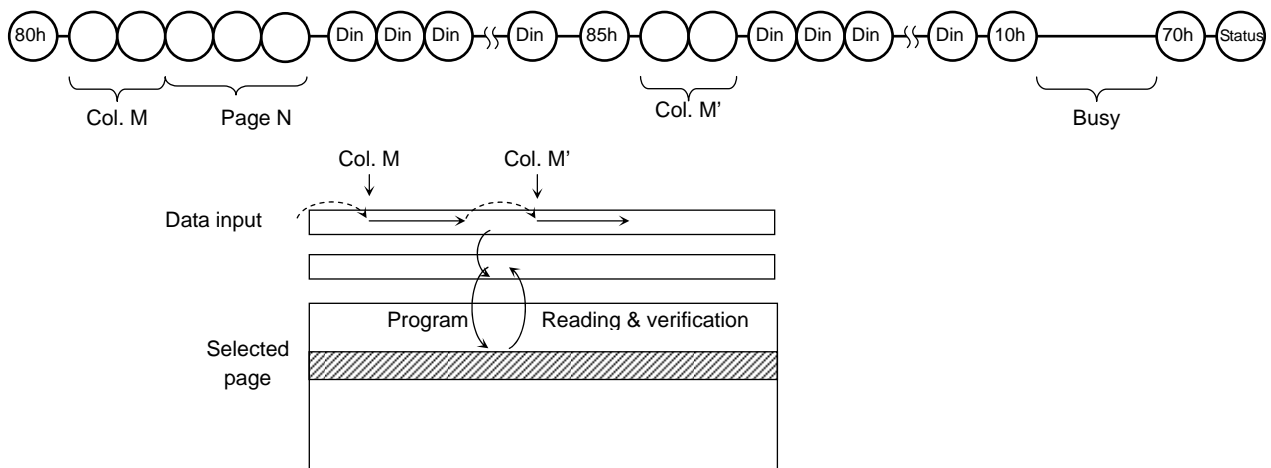 80h Din Din Din Din 85h Din Din Din Din 10h 70h Status
Col. M Page N Col. M’ Busy
Col. M Col. M’
Data input
Program Reading & verification
Selected
page